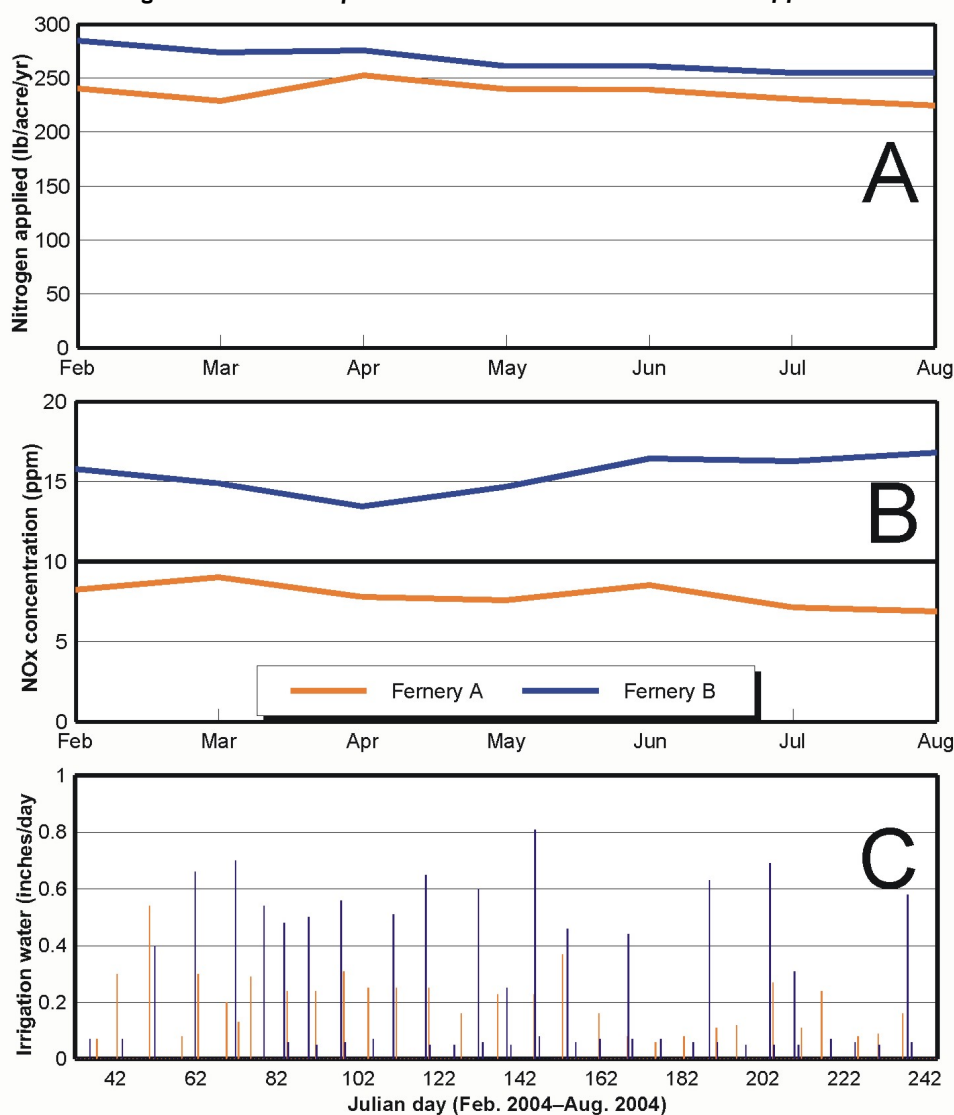 300
250
200
150
100
50
0
Nitrogen applied (lb/acre/yr)
A
Feb Mar Apr May Jun Jul Aug
20
15
10
5
0
NOx concentration (ppm)
B
Fernery A Fernery B
Feb Mar Apr May Jun Jul Aug
1
0.8
0.6
0.4
0.2
0
Irrigation water (inches/day
C
42 62 82 102 122 142 162 182 202 222 242
Julian day (Feb. 2004–Aug. 2004)